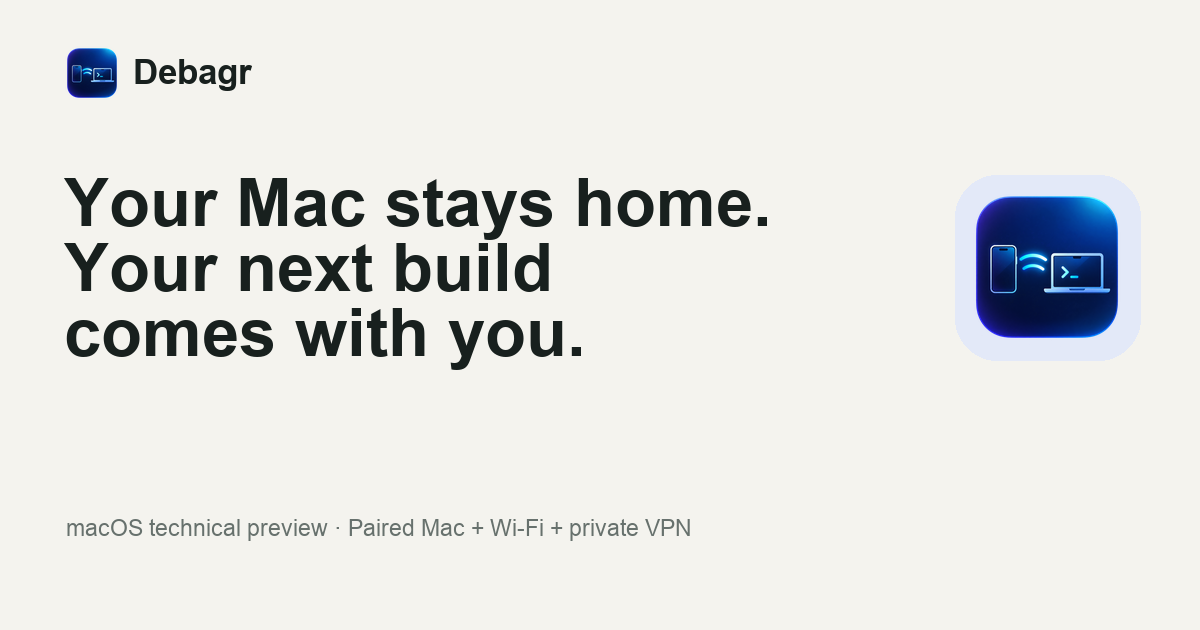 Debagr
Your Mac stays home.
Your next build
comes with you.
macOS technical preview · Paired Mac + Wi-Fi + private VPN